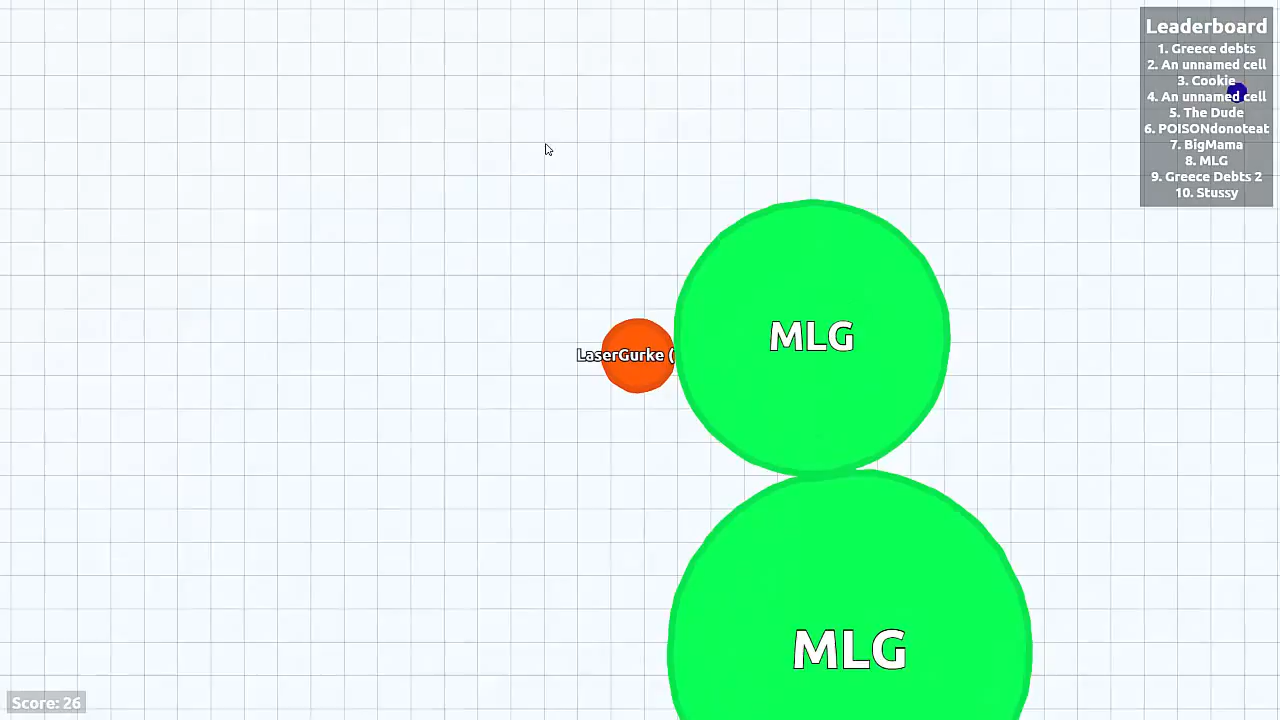 Leaderboard
1. Greece debts
2. An unnamed cell
3. Cookie
4. An unnamed cell
5. The Dude
6. POISONdonoteat
7. BigMama
8. MLG
9. Greece Debts 2
10. Stussy
MLG
LaserGurke (
MLG
Score: 26